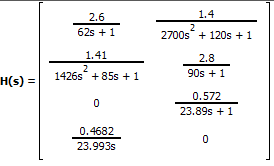 H(s) =
2.6 / 62s + 1    1.4 / 2700s² + 120s + 1
1.41 / 1426s² + 85s + 1    2.8 / 90s + 1
0    0.572 / 23.89s + 1
0.4682 / 23.993s    0